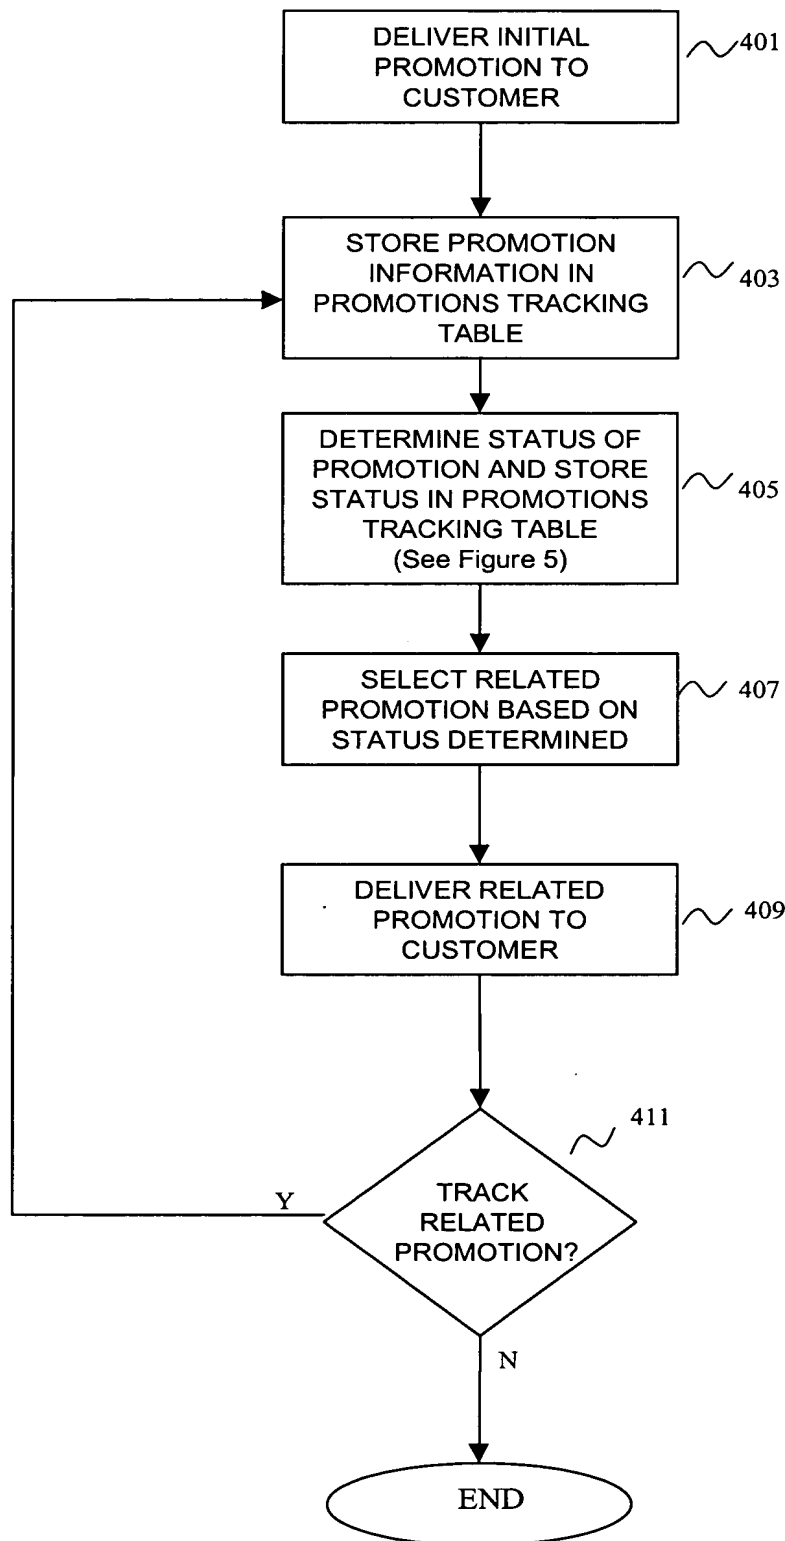 DELIVER INITIAL
PROMOTION TO
CUSTOMER
401
STORE PROMOTION
INFORMATION IN
PROMOTIONS TRACKING
TABLE
403
DETERMINE STATUS OF
PROMOTION AND STORE
STATUS IN PROMOTIONS
TRACKING TABLE
(See Figure 5)
405
SELECT RELATED
PROMOTION BASED ON
STATUS DETERMINED
407
DELIVER RELATED
PROMOTION TO
CUSTOMER
409
411
TRACK
RELATED
PROMOTION?
Y
N
END